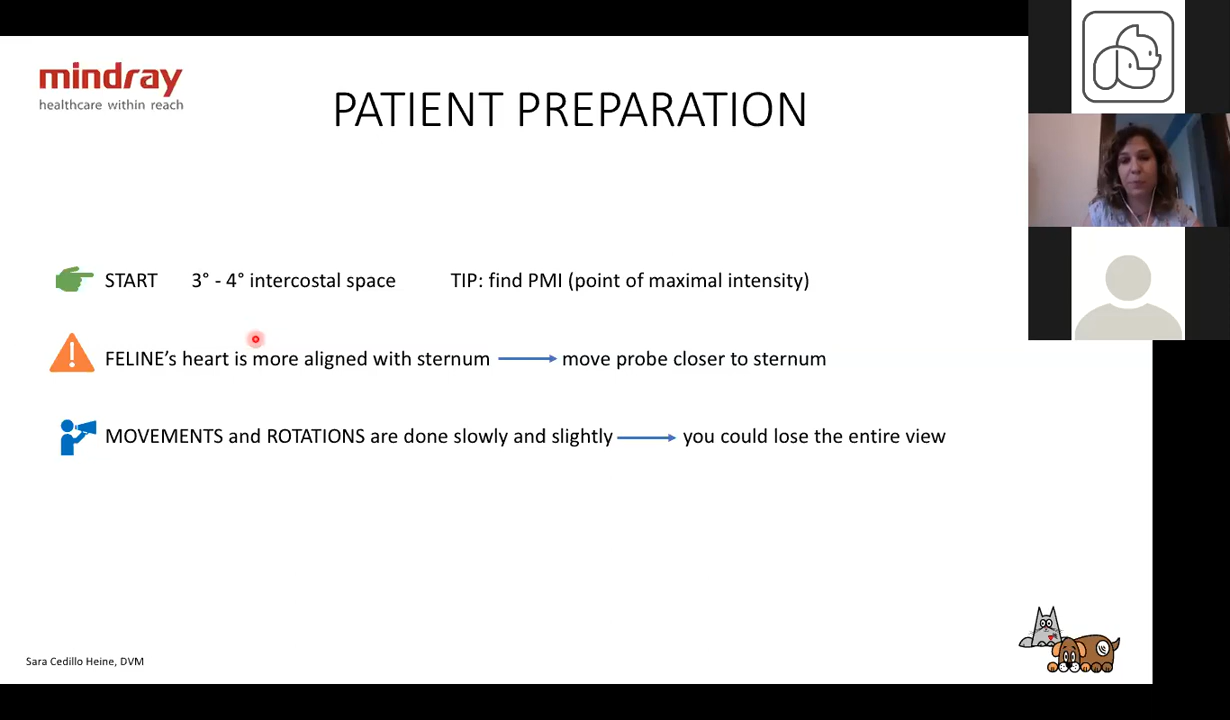 mindray
healthcare within reach
PATIENT PREPARATION
START 3° - 4° intercostal space TIP: find PMI (point of maximal intensity)
FELINE's heart is more aligned with sternum move probe closer to sternum
MOVEMENTS and ROTATIONS are done slowly and slightly you could lose the entire view
Sara Cedillo Heine, DVM